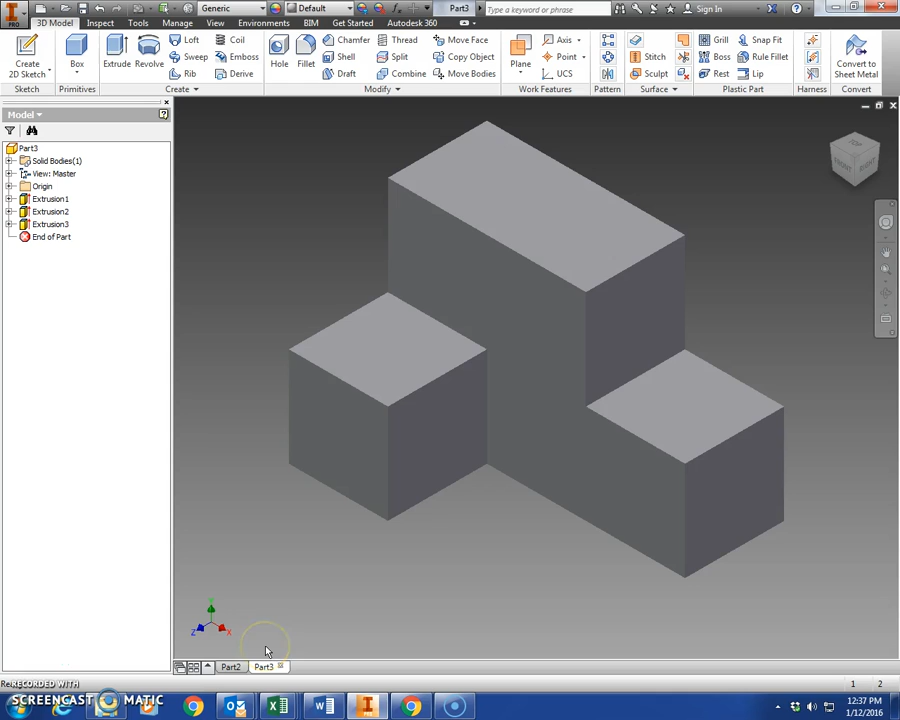 Generic Default Part3 Type a keyword or phrase Sign In
PRO 3D Model Inspect Tools Manage View Environments BIM Get Started Autodesk 360
Create 2D Sketch Box Extrude Revolve Loft Coil Hole Fillet Chamfer Thread Move Face Plane Axis Grill Snap Fit Convert to Sheet Metal
Sweep Emboss Shell Split Copy Object Point Stitch Boss Rule Fillet
Rib Derive Draft Combine Move Bodies UCS Sculpt Rest Lip
Sketch Primitives Create Modify Work Features Pattern Surface Plastic Part Harness Convert
Model
Part3
Solid Bodies(1)
View: Master
Origin
Extrusion1
Extrusion2
Extrusion3
End of Part
TOP
FRONT RIGHT
Y
Z X
Part2 Part3
1 2
RECORDED WITH
SCREENCAST MATIC
12:37 PM
1/12/2016